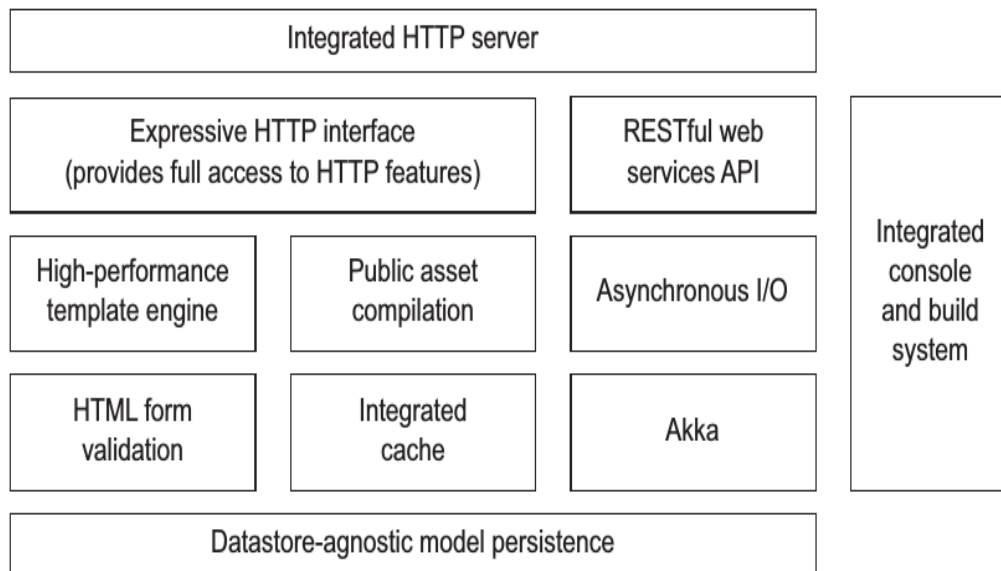 Integrated HTTP server
Expressive HTTP interface
(provides full access to HTTP features)
RESTful web
services API
Integrated
console
and build
system
High-performance
template engine
Public asset
compilation
Asynchronous I/O
HTML form
validation
Integrated
cache
Akka
Datastore-agnostic model persistence